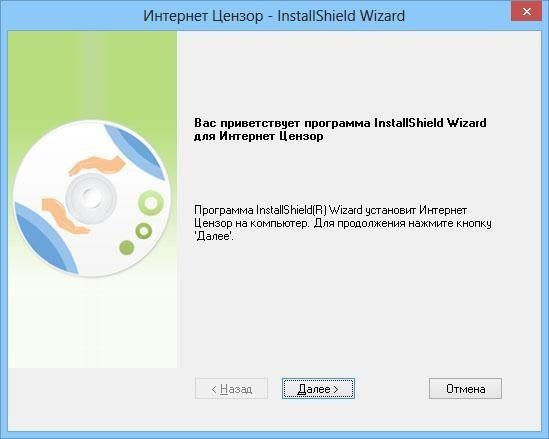 Интернет Цензор - InstallShield Wizard
Вас приветствует программа InstallShield Wizard
для Интернет Цензор
Программа InstallShield(R) Wizard установит Интернет
Цензор на компьютер. Для продолжения нажмите кнопку
'Далее'.
< Назад
Далее >
Отмена